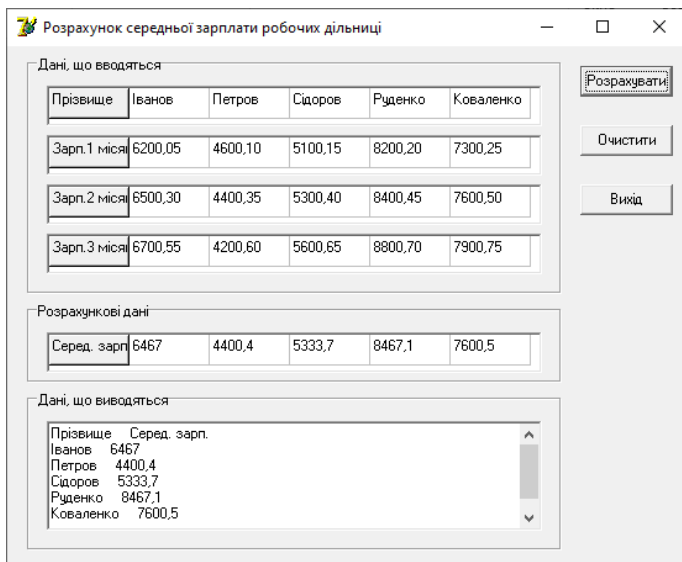 Розрахунок середньої зарплати робочих дільниці
Дані, що вводяться
Прізвище Іванов Петров Сідоров Руденко Коваленко
Зарп.1 місяц 6200,05 4600,10 5100,15 8200,20 7300,25
Зарп.2 місяц 6500,30 4400,35 5300,40 8400,45 7600,50
Зарп.3 місяц 6700,55 4200,60 5600,65 8800,70 7900,75
Розрахувати
Очистити
Вихід
Розрахункові дані
Серед. зарп 6467 4400,4 5333,7 8467,1 7600,5
Дані, що виводяться
Прізвище Серед. зарп.
Іванов 6467
Петров 4400,4
Сідоров 5333,7
Руденко 8467,1
Коваленко 7600,5